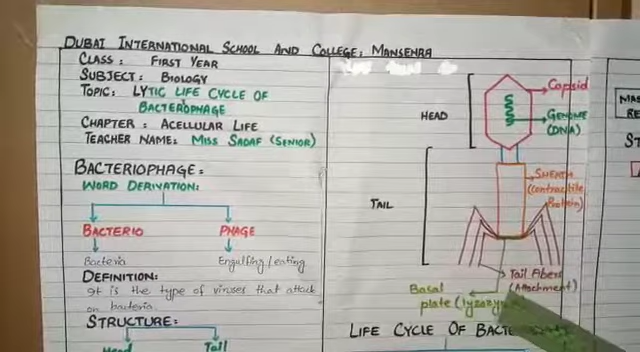 DUBAI INTERNATIONAL SCHOOL AND COLLEGE, MANSEHRA
CLASS: FIRST YEAR
SUBJECT: BIOLOGY
TOPIC: LYTIC LIFE CYCLE OF
BACTEROPHAGE
CHAPTER: ACELLULAR LIFE
TEACHER NAME: MISS SADAF (SENIOR)
BACTERIOPHAGE:
WORD DERIVATION:
BACTERIO PHAGE
Bacteria Engulfing/eating
DEFINITION:
It is the type of viruses that attack
on bacteria.
STRUCTURE:
Head Tail
HEAD
Capsid
GENOME
(DNA)
TAIL
SHEATH
(contractile
Protein)
Tail Fibers
(Attachment)
Basal
plate
LIFE CYCLE OF